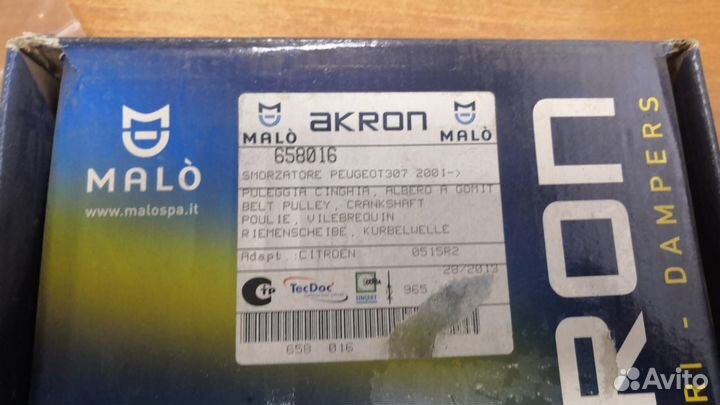 MALÒ
www.malospa.it
MALÒ AKRON MALÒ
658016
SMORZATORE PEUGEOT307 2001->
PULEGGIA CINGHIA, ALBERO A GOMIT
BELT PULLEY, CRANKSHAFT
POULIE, VILEBREQUIN
RIEMENSCHEIBE, KURBELWELLE
Adapt.:CITROEN 0515R2
28/2013
TP TecDoc 965
658 016
RON
RI - DAMPERS
Avito